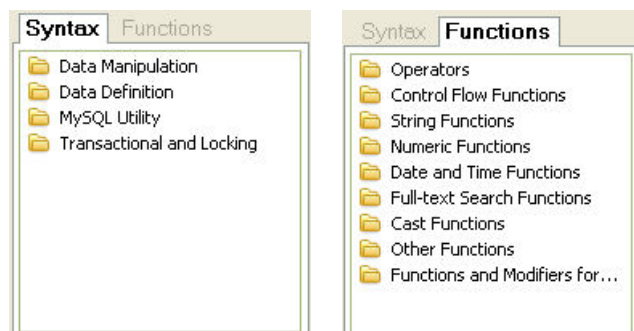 Syntax Functions
Data Manipulation
Data Definition
MySQL Utility
Transactional and Locking
Syntax Functions
Operators
Control Flow Functions
String Functions
Numeric Functions
Date and Time Functions
Full-text Search Functions
Cast Functions
Other Functions
Functions and Modifiers for...